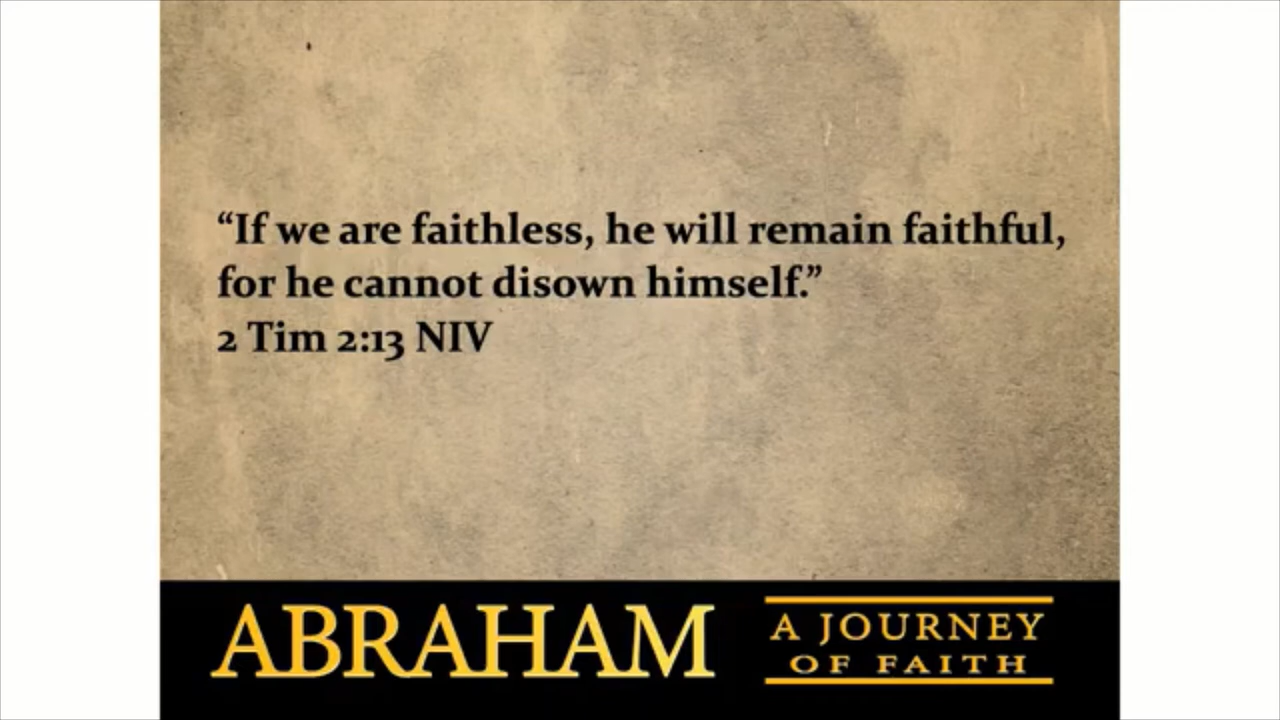 “If we are faithless, he will remain faithful,
for he cannot disown himself.”
2 Tim 2:13 NIV
ABRAHAM
A JOURNEY
OF FAITH